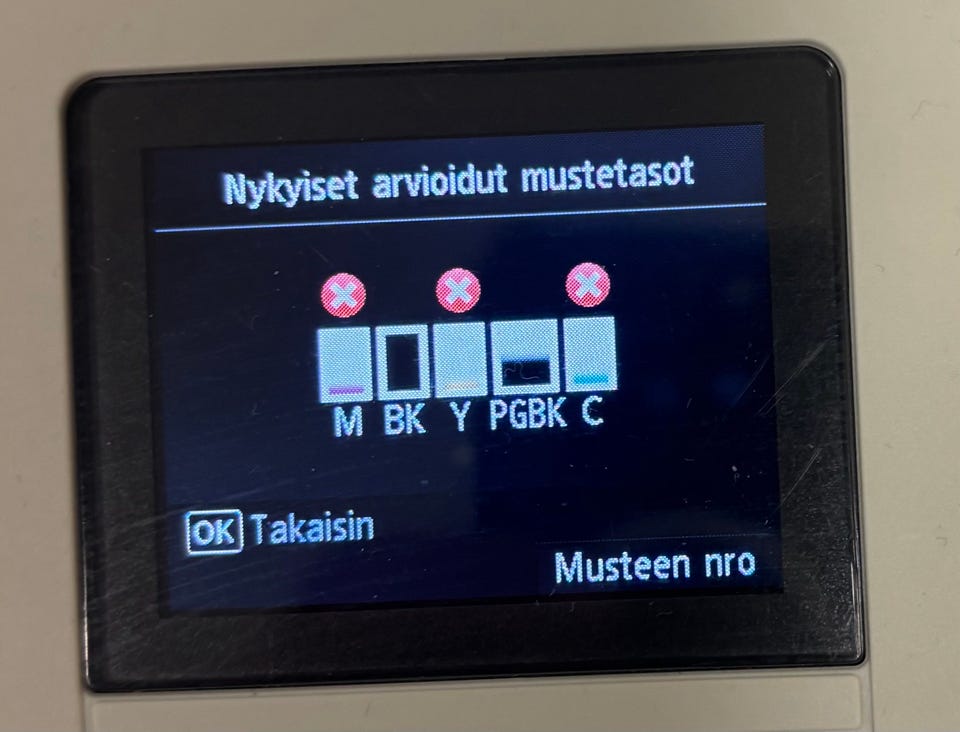 Nykyiset arvioidut mustetasot
M BK Y PGBK C
OK Takaisin
Musteen nro